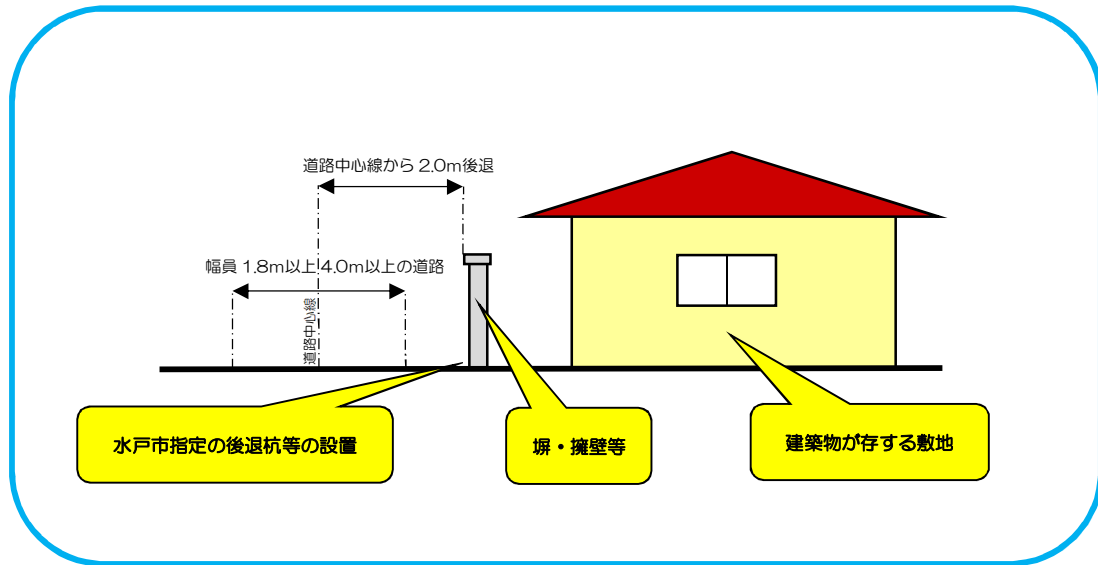 道路中心線から 2.0m後退
幅員 1.8m以上 4.0m以上の道路
道路中心線
水戸市指定の後退杭等の設置
塀・擁壁等
建築物が存する敷地